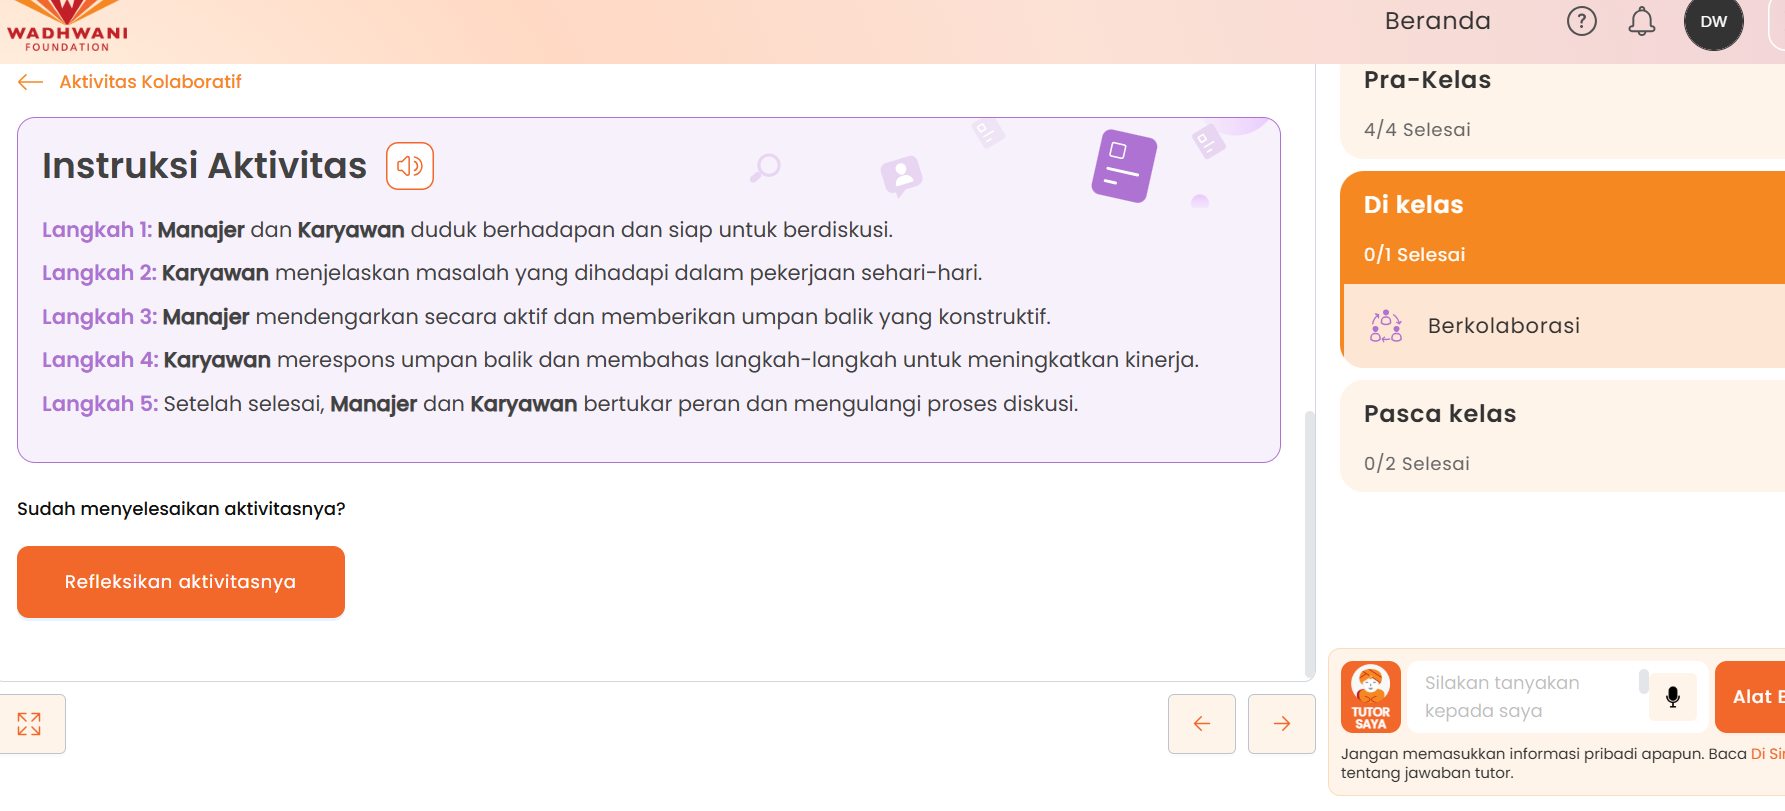 WADHWANI
FOUNDATION
Beranda
?
DW
Aktivitas Kolaboratif
Instruksi Aktivitas
Langkah 1: Manajer dan Karyawan duduk berhadapan dan siap untuk berdiskusi.
Langkah 2: Karyawan menjelaskan masalah yang dihadapi dalam pekerjaan sehari-hari.
Langkah 3: Manajer mendengarkan secara aktif dan memberikan umpan balik yang konstruktif.
Langkah 4: Karyawan merespons umpan balik dan membahas langkah-langkah untuk meningkatkan kinerja.
Langkah 5: Setelah selesai, Manajer dan Karyawan bertukar peran dan mengulangi proses diskusi.
Sudah menyelesaikan aktivitasnya?
Refleksikan aktivitasnya
Pra-Kelas
4/4 Selesai
Di kelas
0/1 Selesai
Berkolaborasi
Pasca kelas
0/2 Selesai
TUTOR
SAYA
Silakan tanyakan
kepada saya
Alat
Jangan memasukkan informasi pribadi apapun. Baca Di
tentang jawaban tutor.